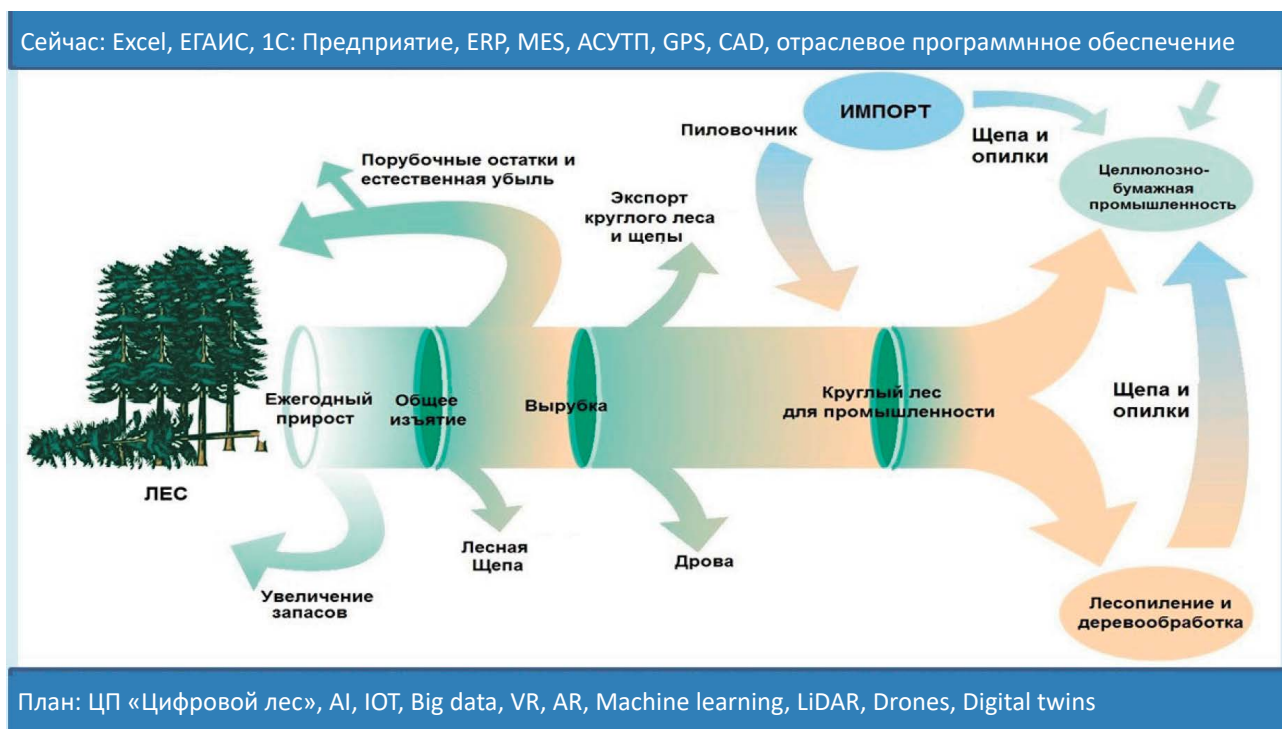 Сейчас: Excel, ЕГАИС, 1С: Предприятие, ERP, MES, АСУТП, GPS, CAD, отраслевое программнное обеспечение
ИМПОРТ
Пиловочник
Щепа и
опилки
Порубочные остатки и
естественная убыль
Целлюлозно-
бумажная
промышленность
Экспорт
круглого леса
и щепы
Ежегодный
прирост
Общее
изъятие
Вырубка
Круглый лес
для промышленности
Щепа и
опилки
ЛЕС
Лесная
Щепа
Дрова
Увеличение
запасов
Лесопиление и
деревообработка
План: ЦП «Цифровой лес», AI, IOT, Big data, VR, AR, Machine learning, LiDAR, Drones, Digital twins